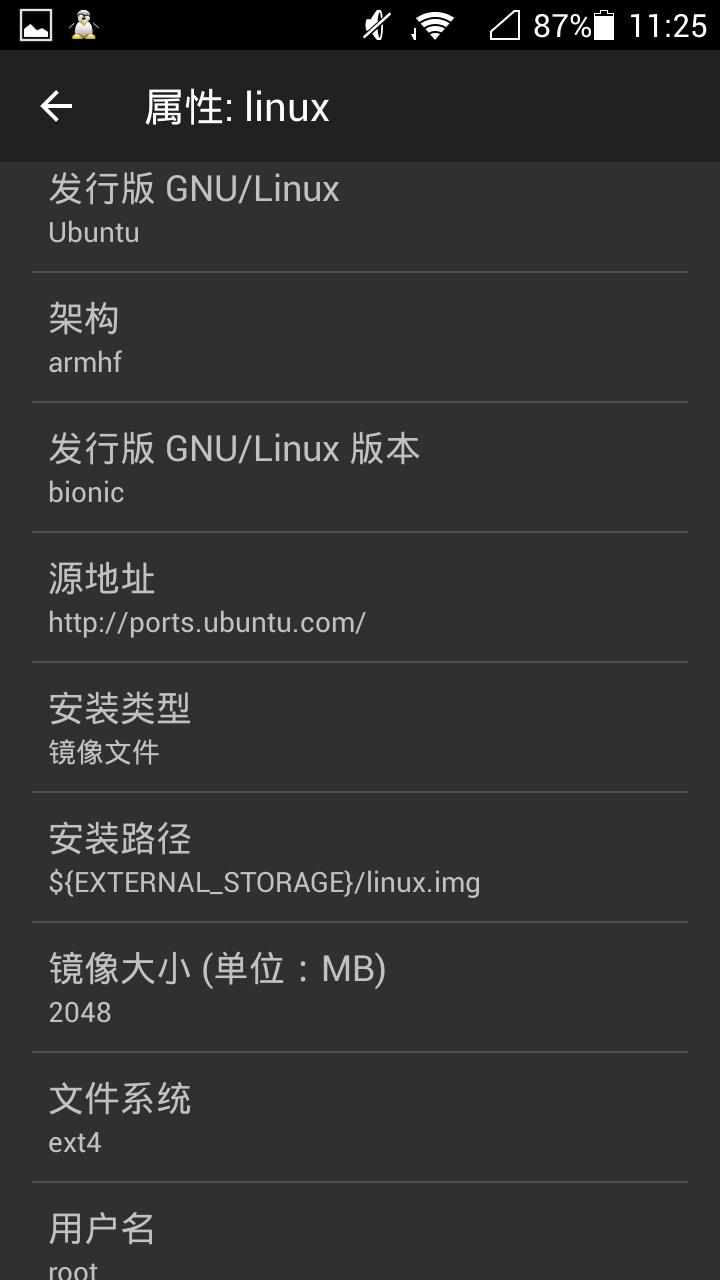 87% 11:25
属性: linux
发行版 GNU/Linux
Ubuntu
架构
armhf
发行版 GNU/Linux 版本
bionic
源地址
http://ports.ubuntu.com/
安装类型
镜像文件
安装路径
${EXTERNAL_STORAGE}/linux.img
镜像大小 (单位：MB)
2048
文件系统
ext4
用户名
root